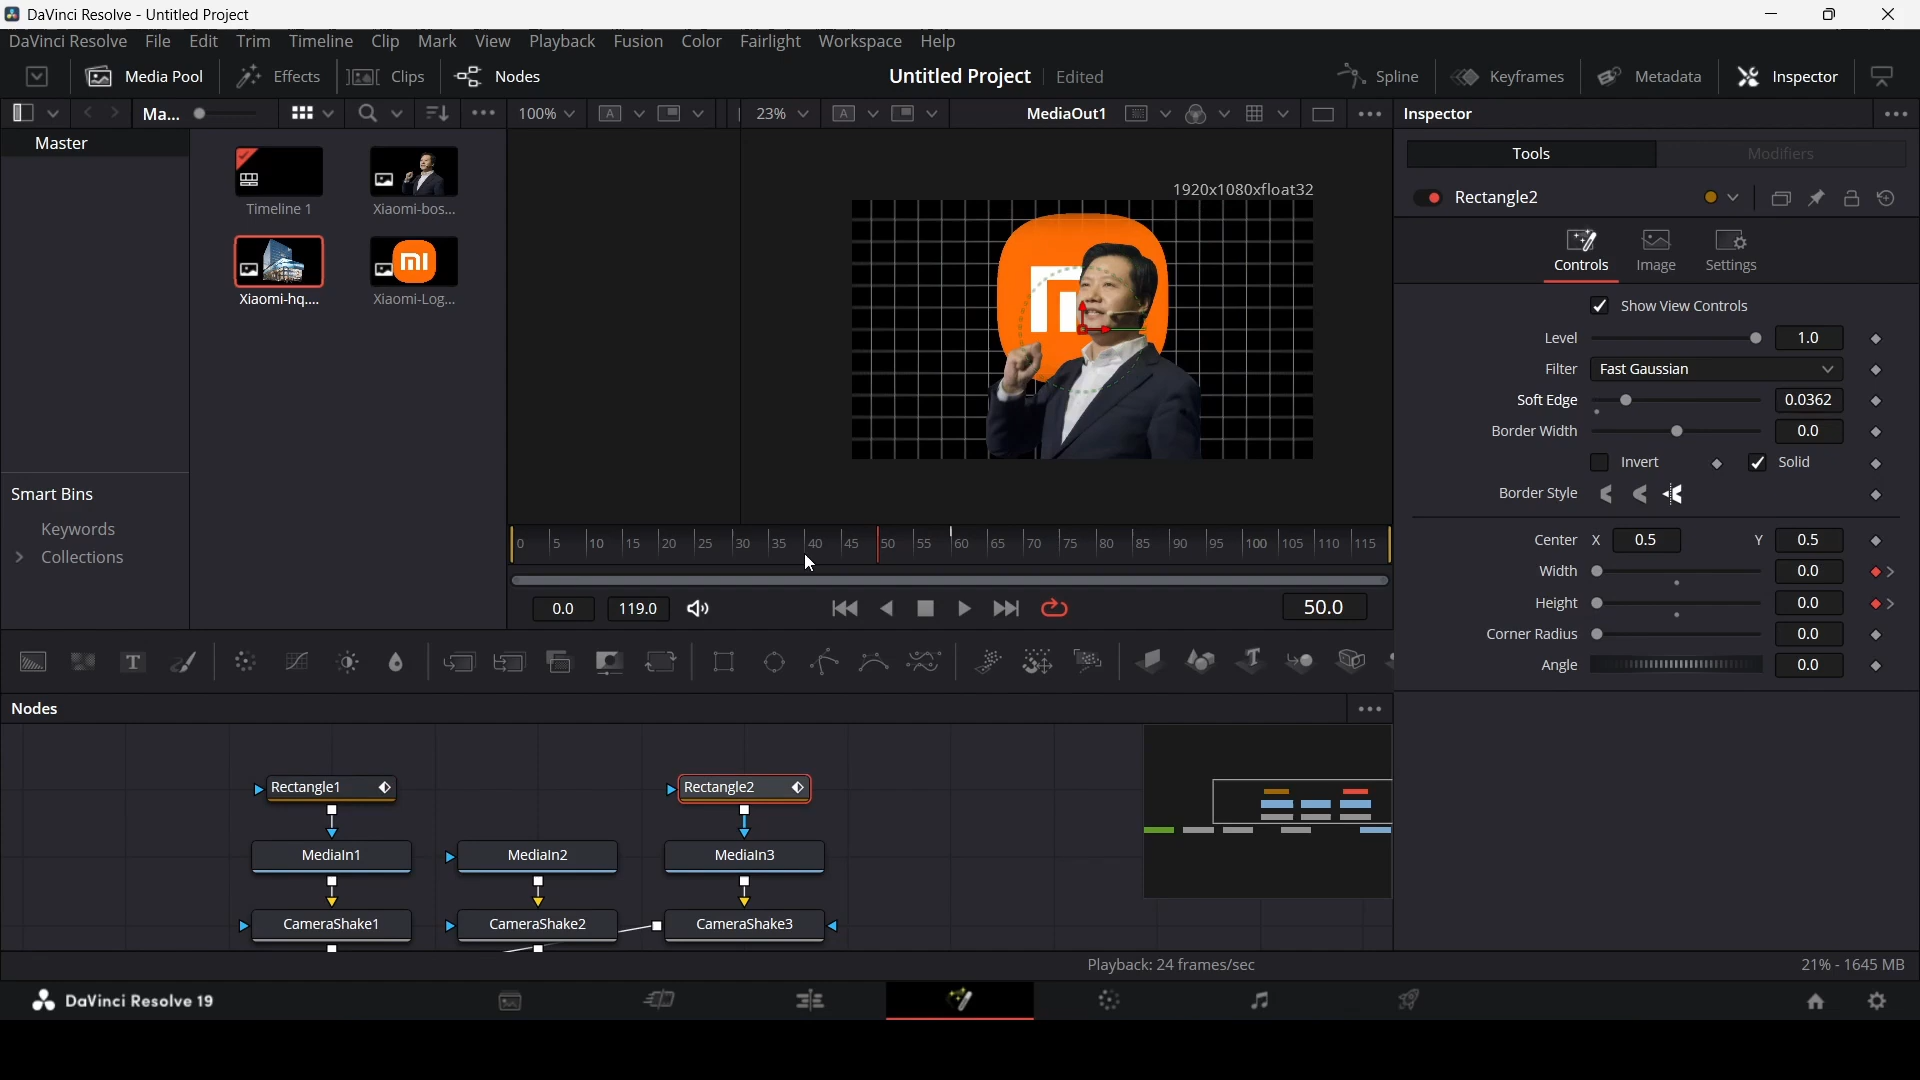 DaVinci Resolve - Untitled Project
DaVinci Resolve File Edit Trim Timeline Clip Mark View Playback Fusion Color Fairlight Workspace Help
Media Pool Effects Clips Nodes Untitled Project Edited Spline Keyframes Metadata Inspector
Ma... 100% A 23% A MediaOut1 Inspector
Master
Timeline 1 Xiaomi-bos...
Xiaomi-hq.... Xiaomi-Log...
1920x1080xfloat32
Tools Modifiers
Rectangle2
Controls Image Settings
Show View Controls
Level 1.0
Filter Fast Gaussian
Soft Edge 0.0362
Border Width 0.0
Invert Solid
Border Style
Center X 0.5 Y 0.5
Width 0.0
Height 0.0
Corner Radius 0.0
Angle 0.0
Smart Bins
Keywords
Collections
0 5 10 15 20 25 30 35 40 45 50 55 60 65 70 75 80 85 90 95 100 105 110 115
0.0 119.0 50.0
T T
Nodes
Rectangle1 Rectangle2
MediaIn1 MediaIn2 MediaIn3
CameraShake1 CameraShake2 CameraShake3
Playback: 24 frames/sec 21% - 1645 MB
DaVinci Resolve 19